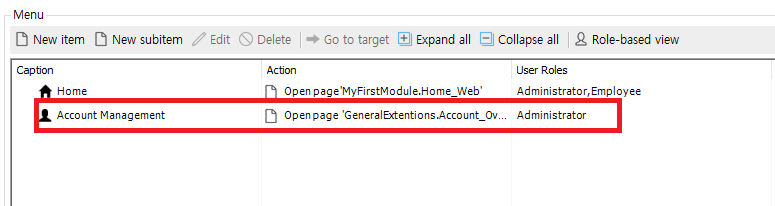 Menu
New item New subitem Edit Delete Go to target Expand all Collapse all Role-based view
Caption Action User Roles
Home Open page'MyFirstModule.Home_Web' Administrator,Employee
Account Management Open page 'GeneralExtentions.Account_Ov... Administrator